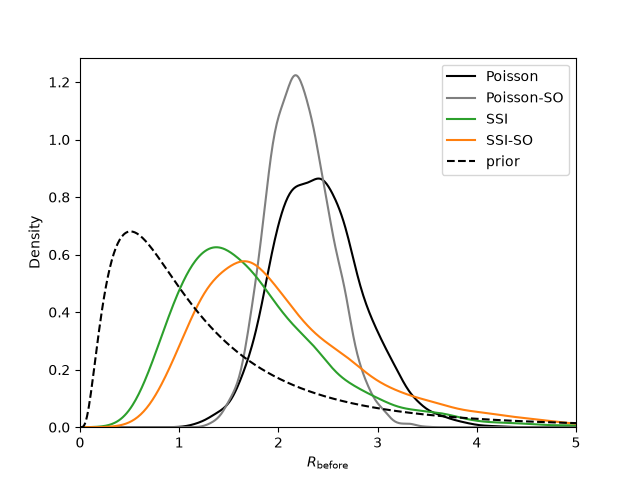 Poisson
Poisson-SO
SSI
SSI-SO
prior
Density
1.2
1.0
0.8
0.6
0.4
0.2
0.0
0 1 2 3 4 5
R_before